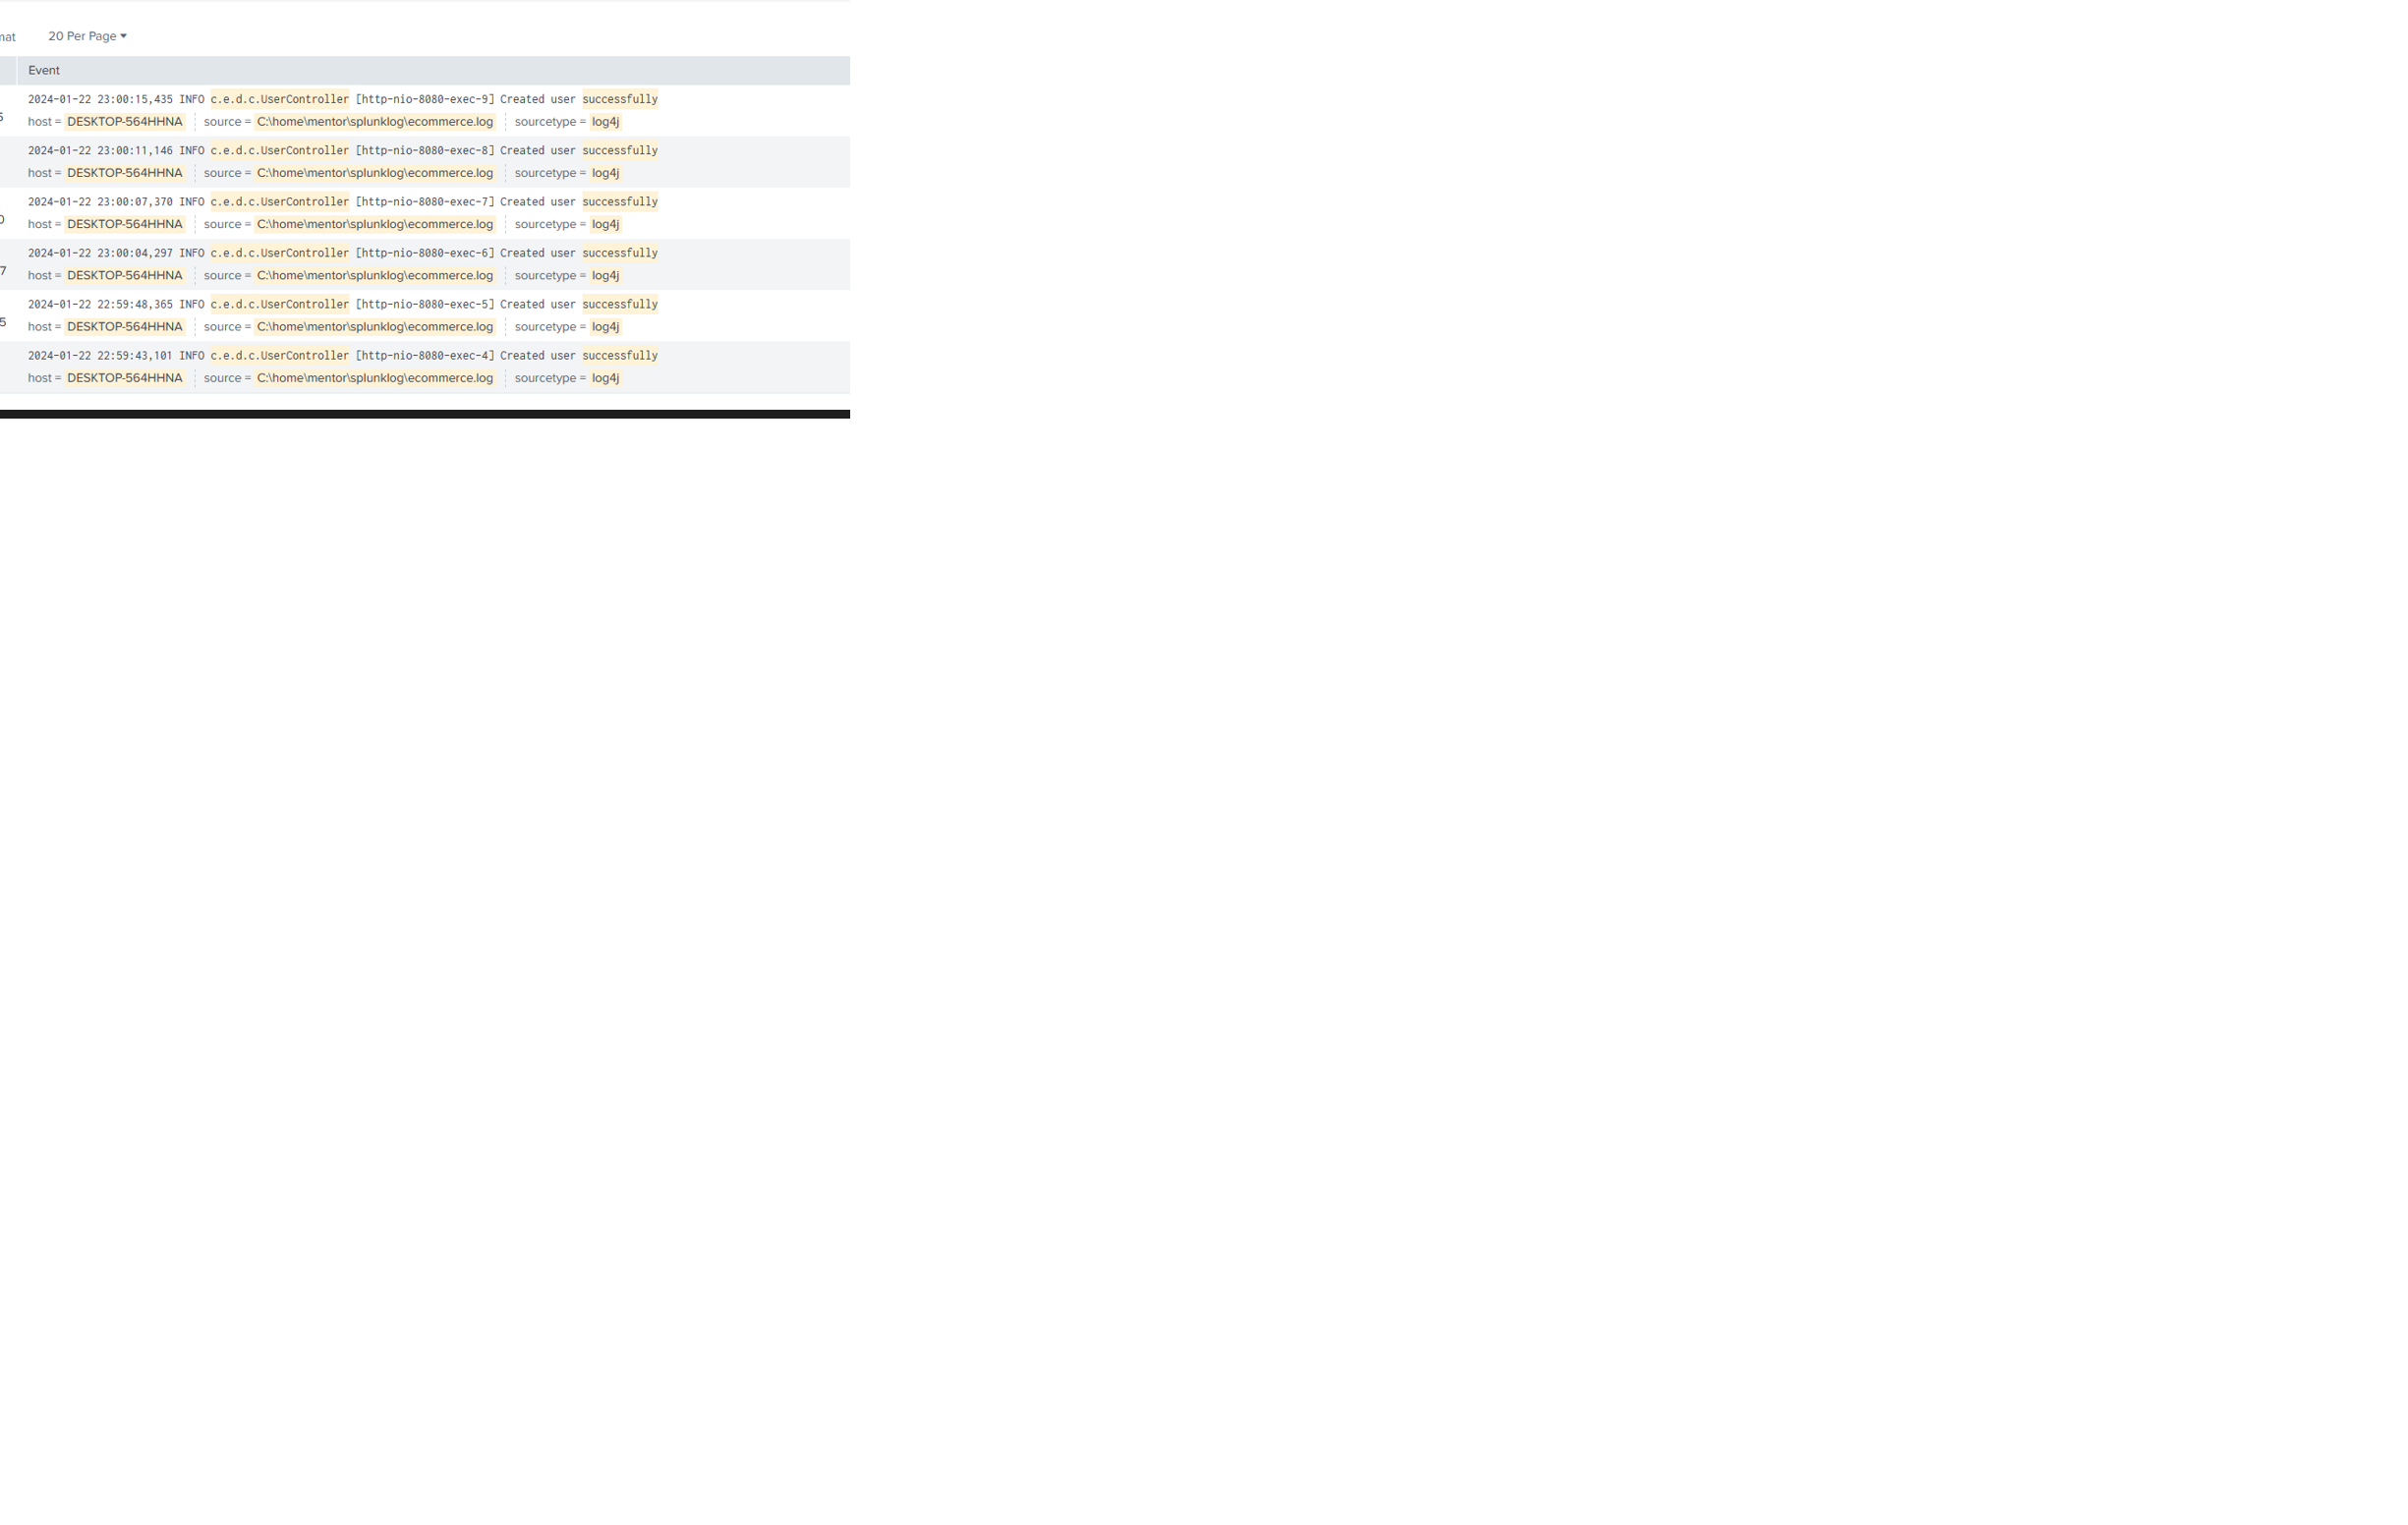 mat 20 Per Page
Event
2024-01-22 23:00:15,435 INFO c.e.d.c.UserController [http-nio-8080-exec-9] Created user successfully
host = DESKTOP-564HHNA source = C:\home\mentor\splunklog\ecommerce.log sourcetype = log4j
2024-01-22 23:00:11,146 INFO c.e.d.c.UserController [http-nio-8080-exec-8] Created user successfully
host = DESKTOP-564HHNA source = C:\home\mentor\splunklog\ecommerce.log sourcetype = log4j
2024-01-22 23:00:07,370 INFO c.e.d.c.UserController [http-nio-8080-exec-7] Created user successfully
0 host = DESKTOP-564HHNA source = C:\home\mentor\splunklog\ecommerce.log sourcetype = log4j
2024-01-22 23:00:04,297 INFO c.e.d.c.UserController [http-nio-8080-exec-6] Created user successfully
7 host = DESKTOP-564HHNA source = C:\home\mentor\splunklog\ecommerce.log sourcetype = log4j
2024-01-22 22:59:48,365 INFO c.e.d.c.UserController [http-nio-8080-exec-5] Created user successfully
5 host = DESKTOP-564HHNA source = C:\home\mentor\splunklog\ecommerce.log sourcetype = log4j
2024-01-22 22:59:43,101 INFO c.e.d.c.UserController [http-nio-8080-exec-4] Created user successfully
host = DESKTOP-564HHNA source = C:\home\mentor\splunklog\ecommerce.log sourcetype = log4j